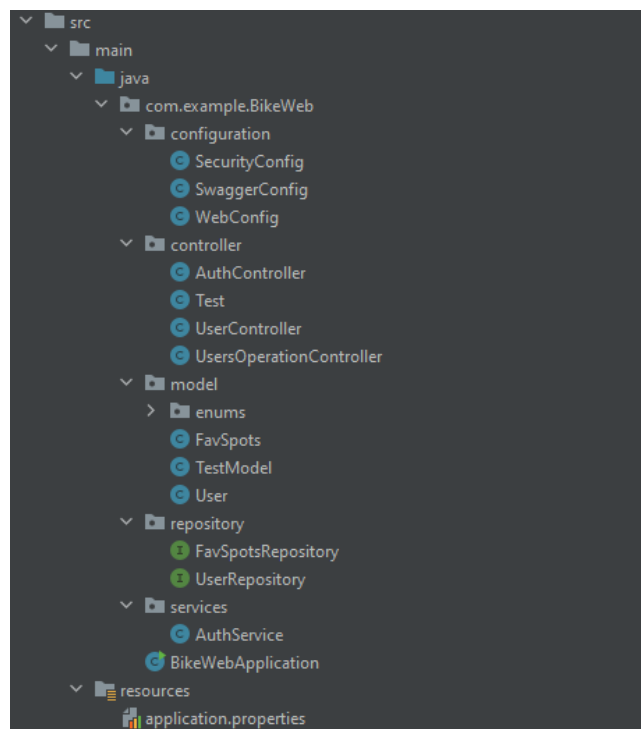 src
main
java
com.example.BikeWeb
configuration
SecurityConfig
SwaggerConfig
WebConfig
controller
AuthController
Test
UserController
UsersOperationController
model
enums
FavSpots
TestModel
User
repository
FavSpotsRepository
UserRepository
services
AuthService
BikeWebApplication
resources
application.properties